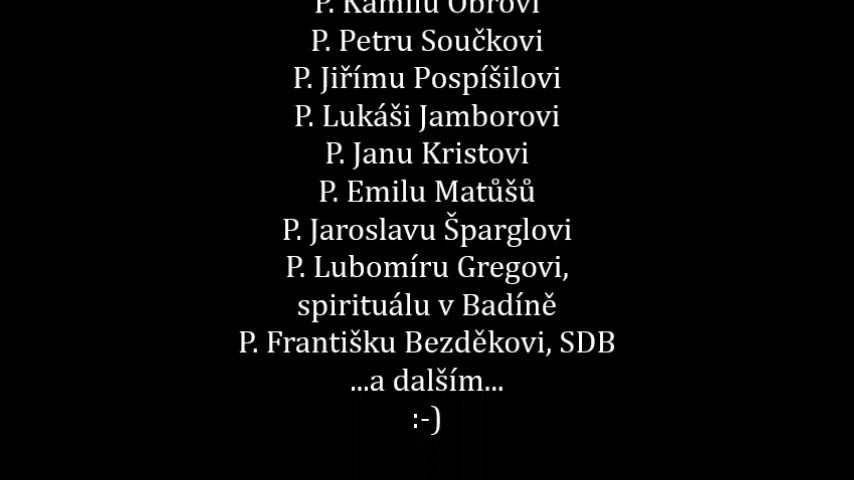 P. Kamilu Obrovi
P. Petru Součkovi
P. Jiřímu Pospíšilovi
P. Lukáši Jamborovi
P. Janu Kristovi
P. Emilu Matůšů
P. Jaroslavu Šparglovi
P. Lubomíru Gregovi,
spirituálu v Badíně
P. Františku Bezděkovi, SDB
...a dalším...
:-)